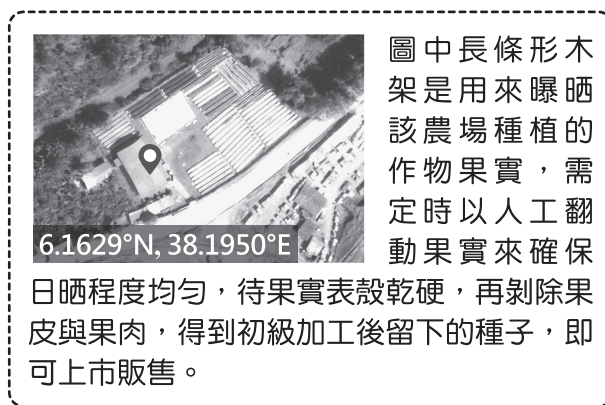 圖中長條形木
架是用來曝晒
該農場種植的
作物果實，需
定時以人工翻
動果實來確保
6.1629°N, 38.1950°E
日晒程度均勻，待果實表殼乾硬，再剝除果
皮與果肉，得到初級加工後留下的種子，即
可上市販售。